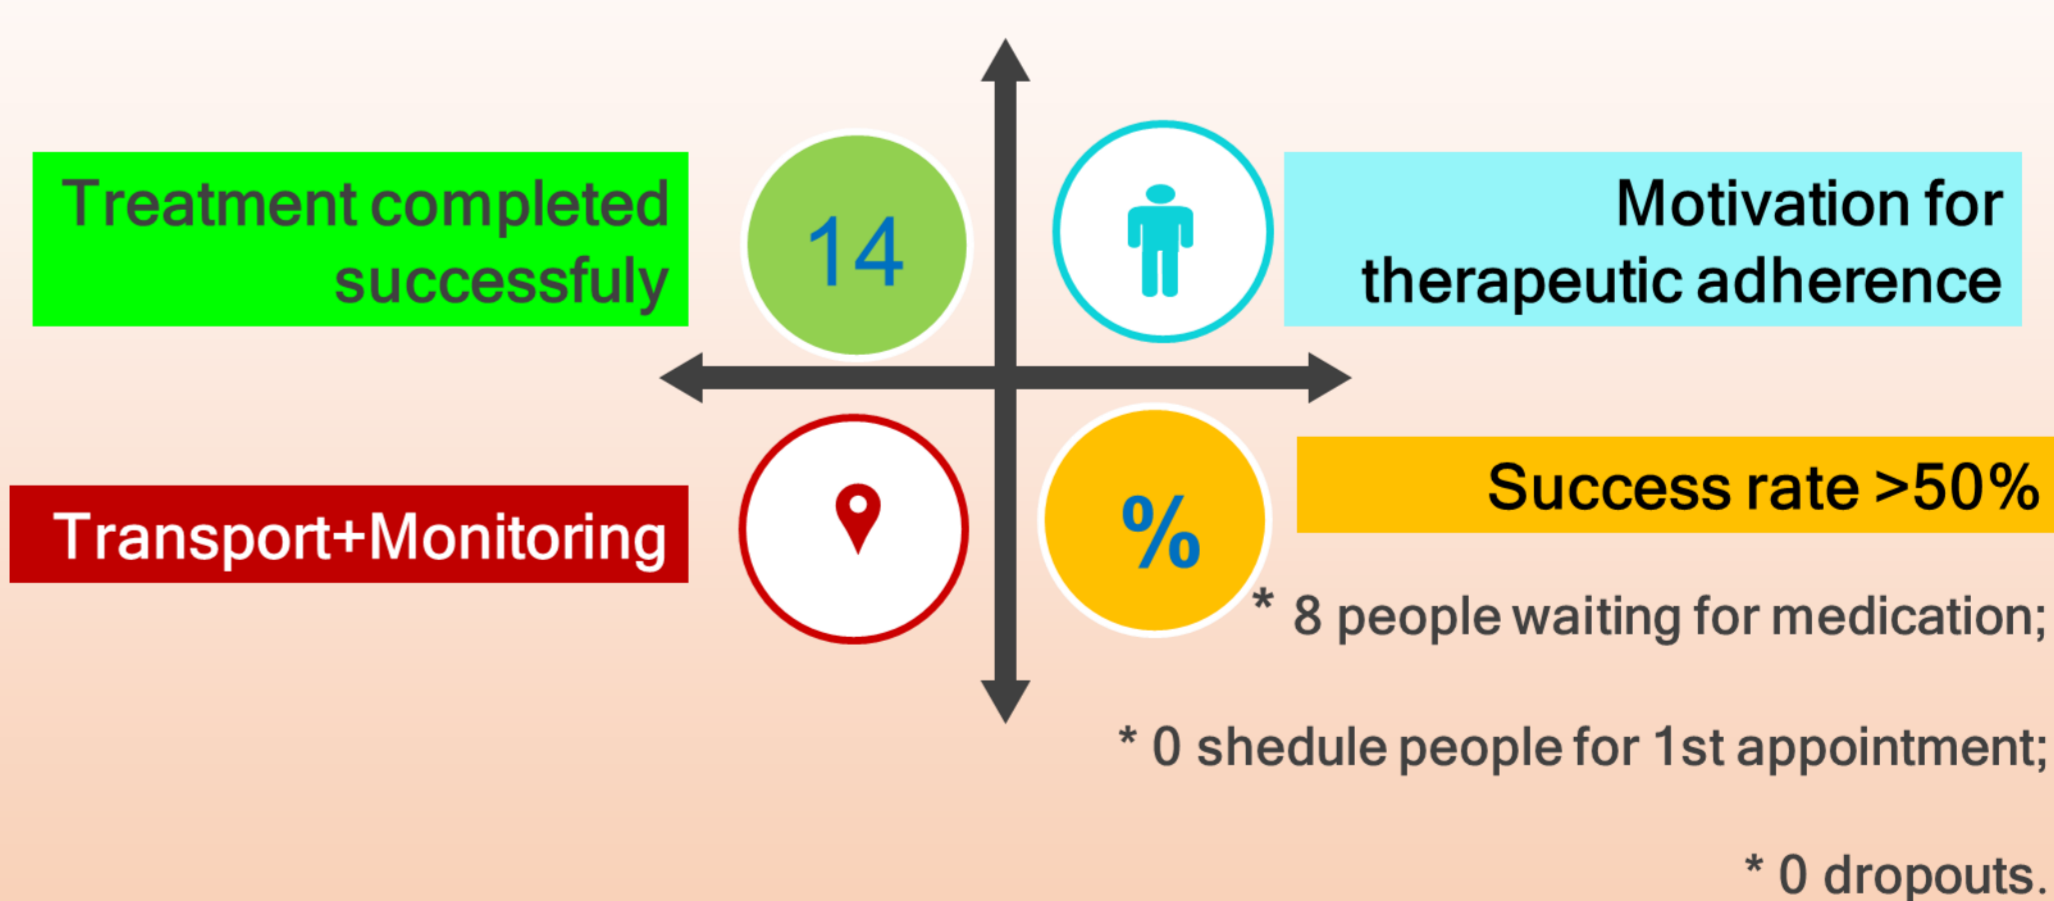 Treatment completed
successfuly
14
Motivation for
therapeutic adherence
Transport+Monitoring
%
Success rate >50%
* 8 people waiting for medication;
* 0 shedule people for 1st appointment;
* 0 dropouts.